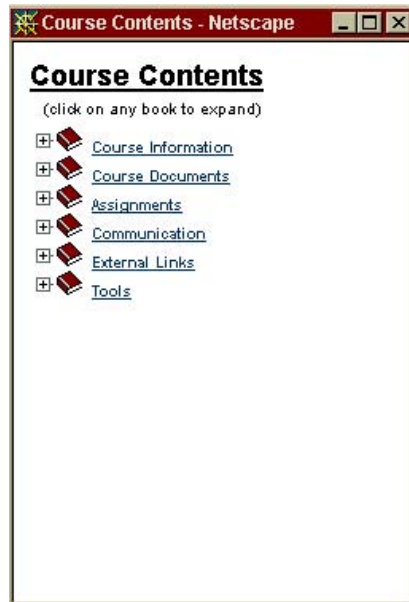 Course Contents - Netscape
Course Contents
(click on any book to expand)
Course Information
Course Documents
Assignments
Communication
External Links
Tools